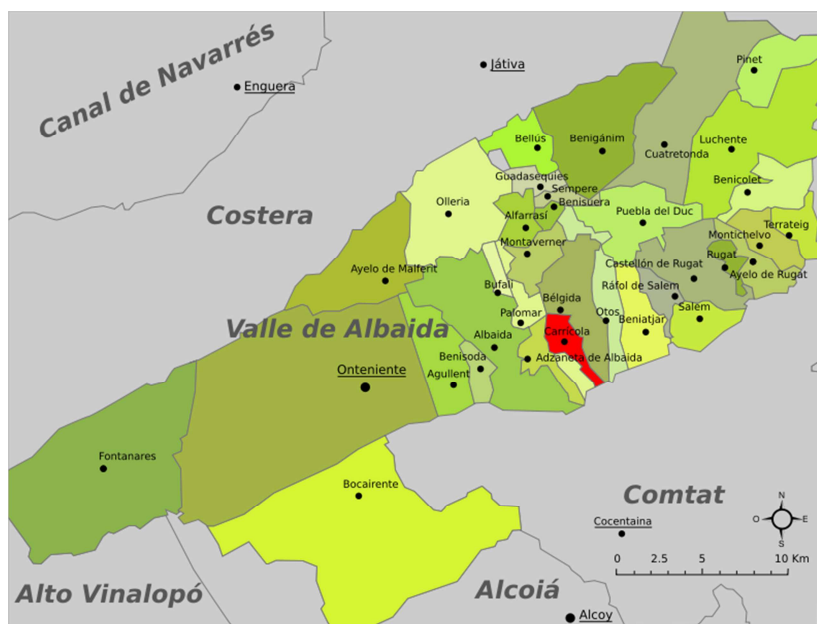 Canal de Navarrés
Enguera
Játiva
Pinet
Bellús
Benigánim
Luchente
Cuatretonda
Guadasequies
Benicolet
Sempere
Olleria
Benisuera
Costera
Alfarrasí
Puebla del Duc
Terrateig
Montichelvo
Montaverner
Rugat
Castellón de Rugat
Ayelo de Malferit
Ayelo de Rugat
Bufali
Ráfol de Salem
Bélgida
Palomar
Otos
Salem
Beniatjar
Valle de Albaida
Carrícola
Albaida
Benisoda
Adzaneta de Albaida
Onteniente
Agullent
Fontanares
Bocairente
Comtat
N
O
E
S
Cocentaina
0 2.5 5 10 Km
Alto Vinalopó
Alcoiá
Alcoy